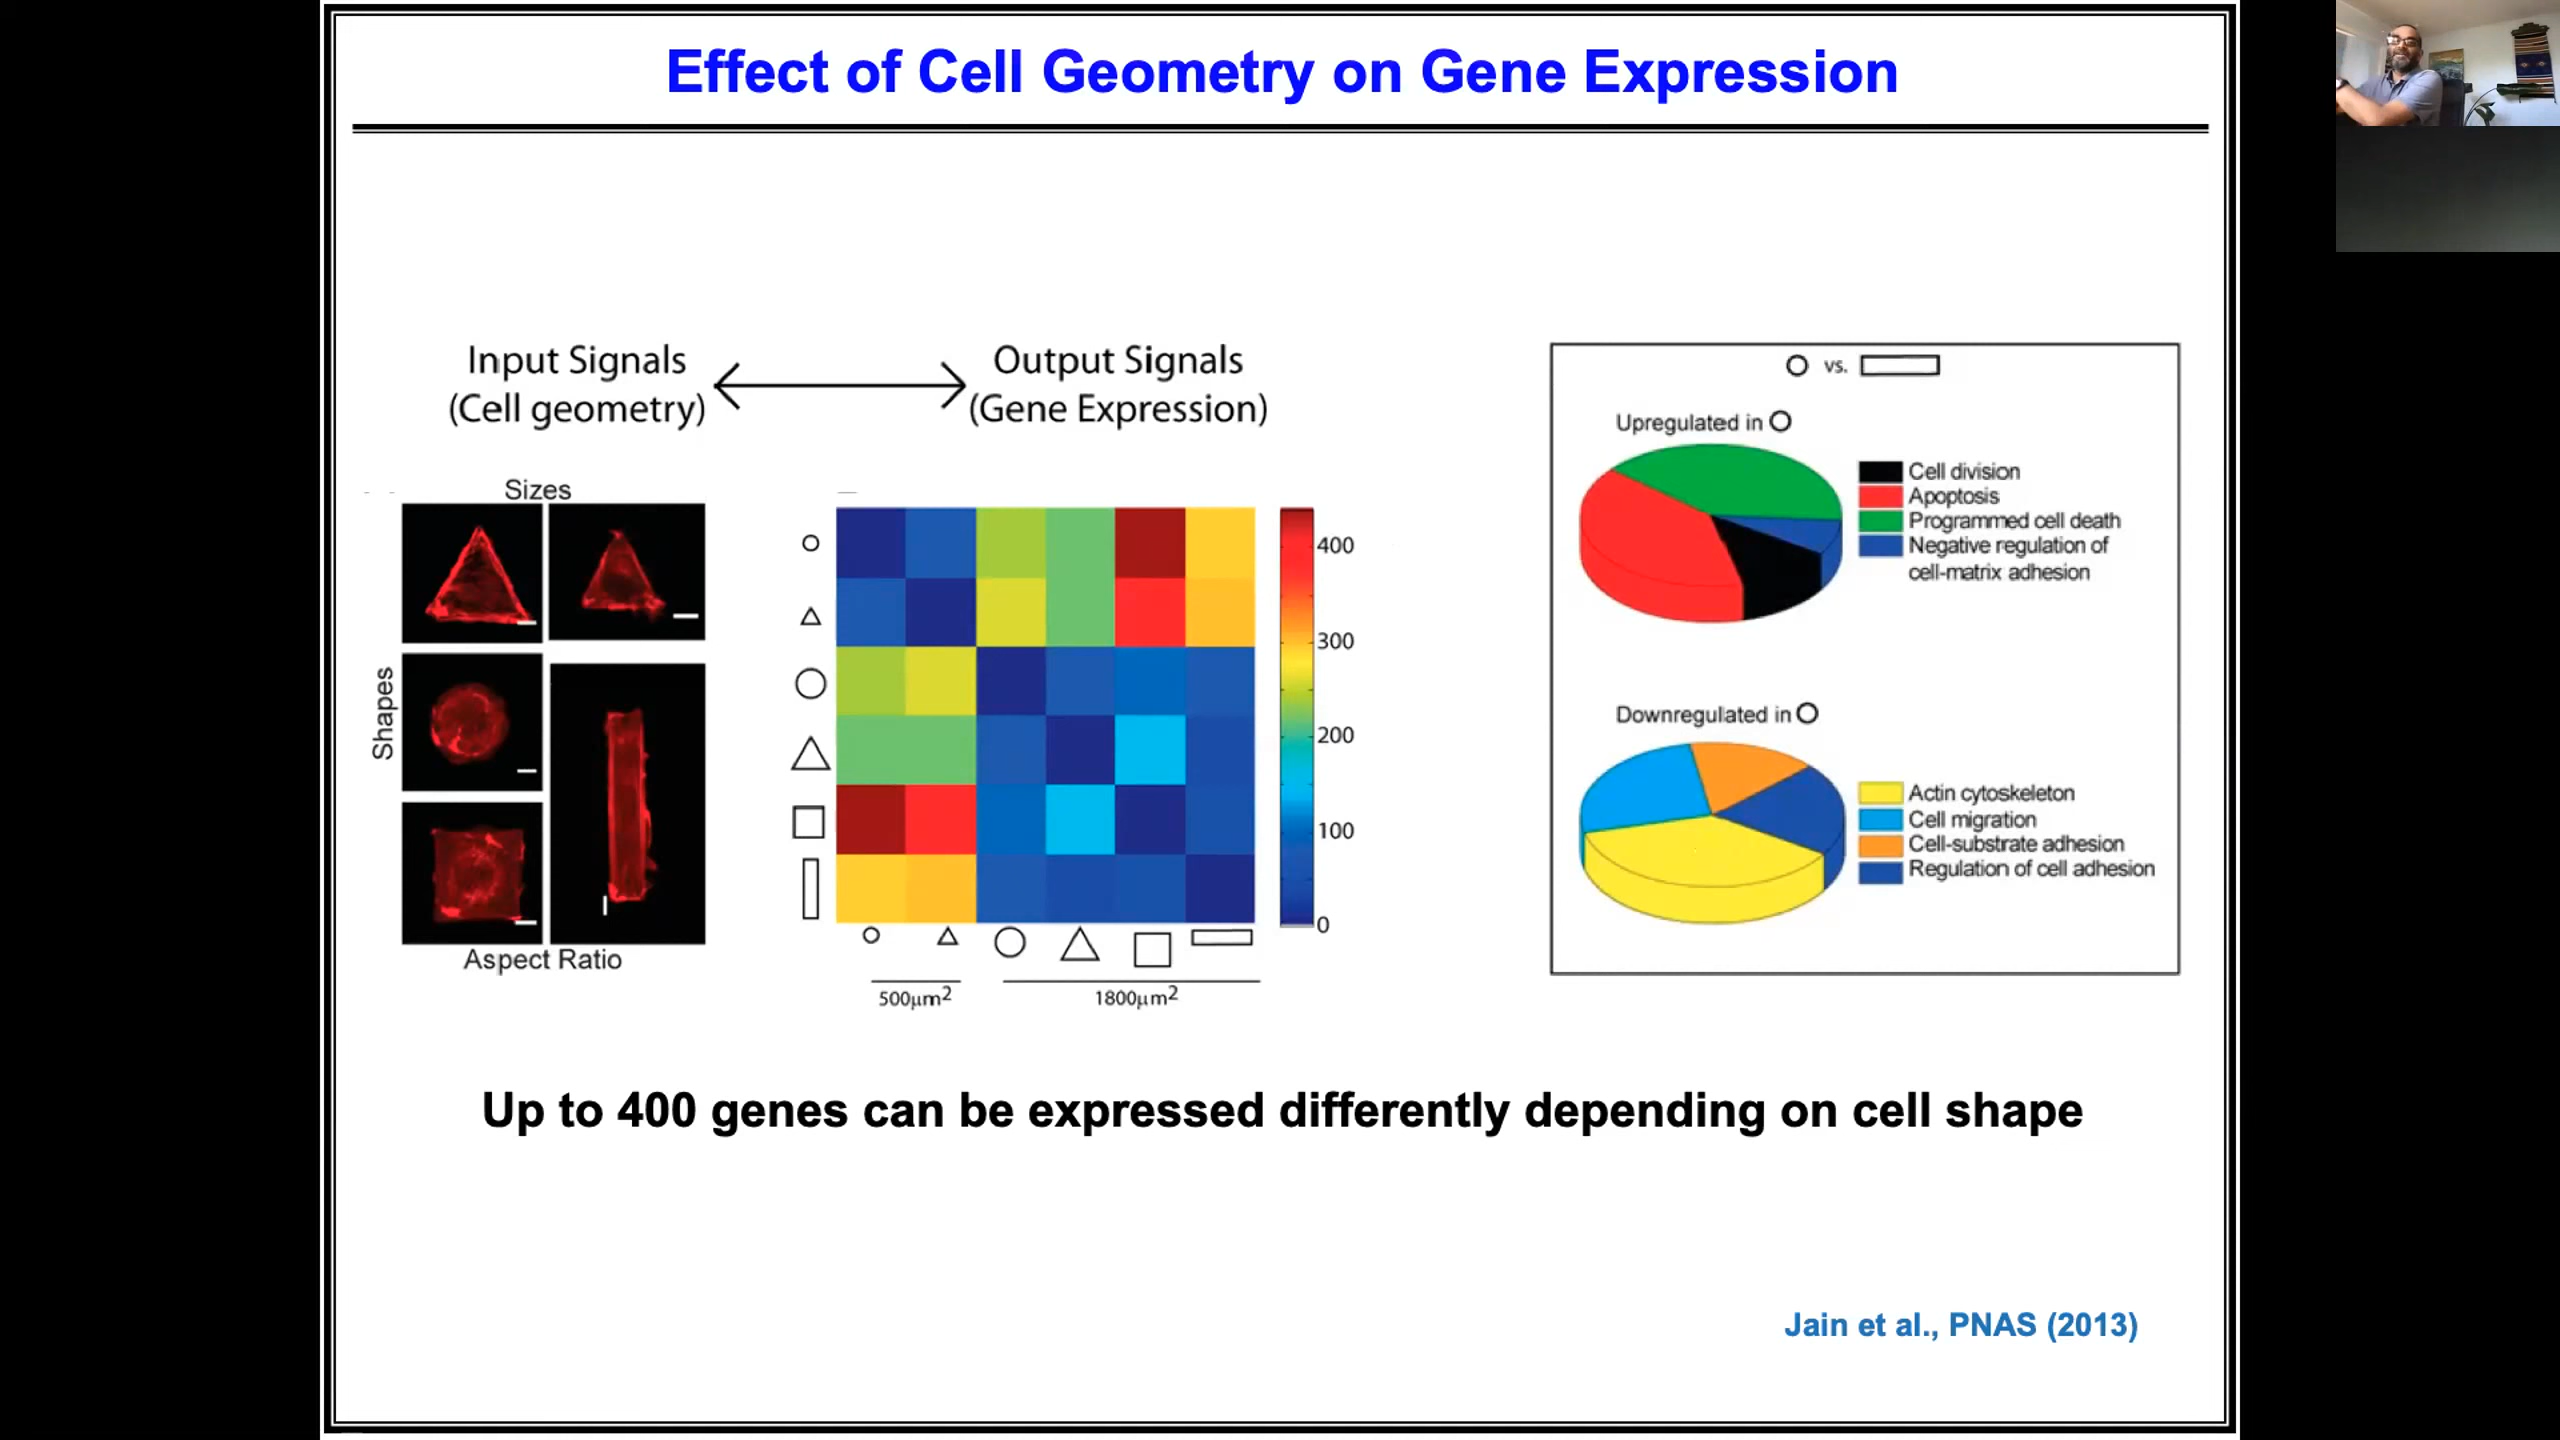 Effect of Cell Geometry on Gene Expression
Input Signals
(Cell geometry)
Output Signals
(Gene Expression)
Sizes
Shapes
Aspect Ratio
400
300
200
100
0
500µm²
1800µm²
vs.
Upregulated in
Cell division
Apoptosis
Programmed cell death
Negative regulation of
cell-matrix adhesion
Downregulated in
Actin cytoskeleton
Cell migration
Cell-substrate adhesion
Regulation of cell adhesion
Up to 400 genes can be expressed differently depending on cell shape
Jain et al., PNAS (2013)